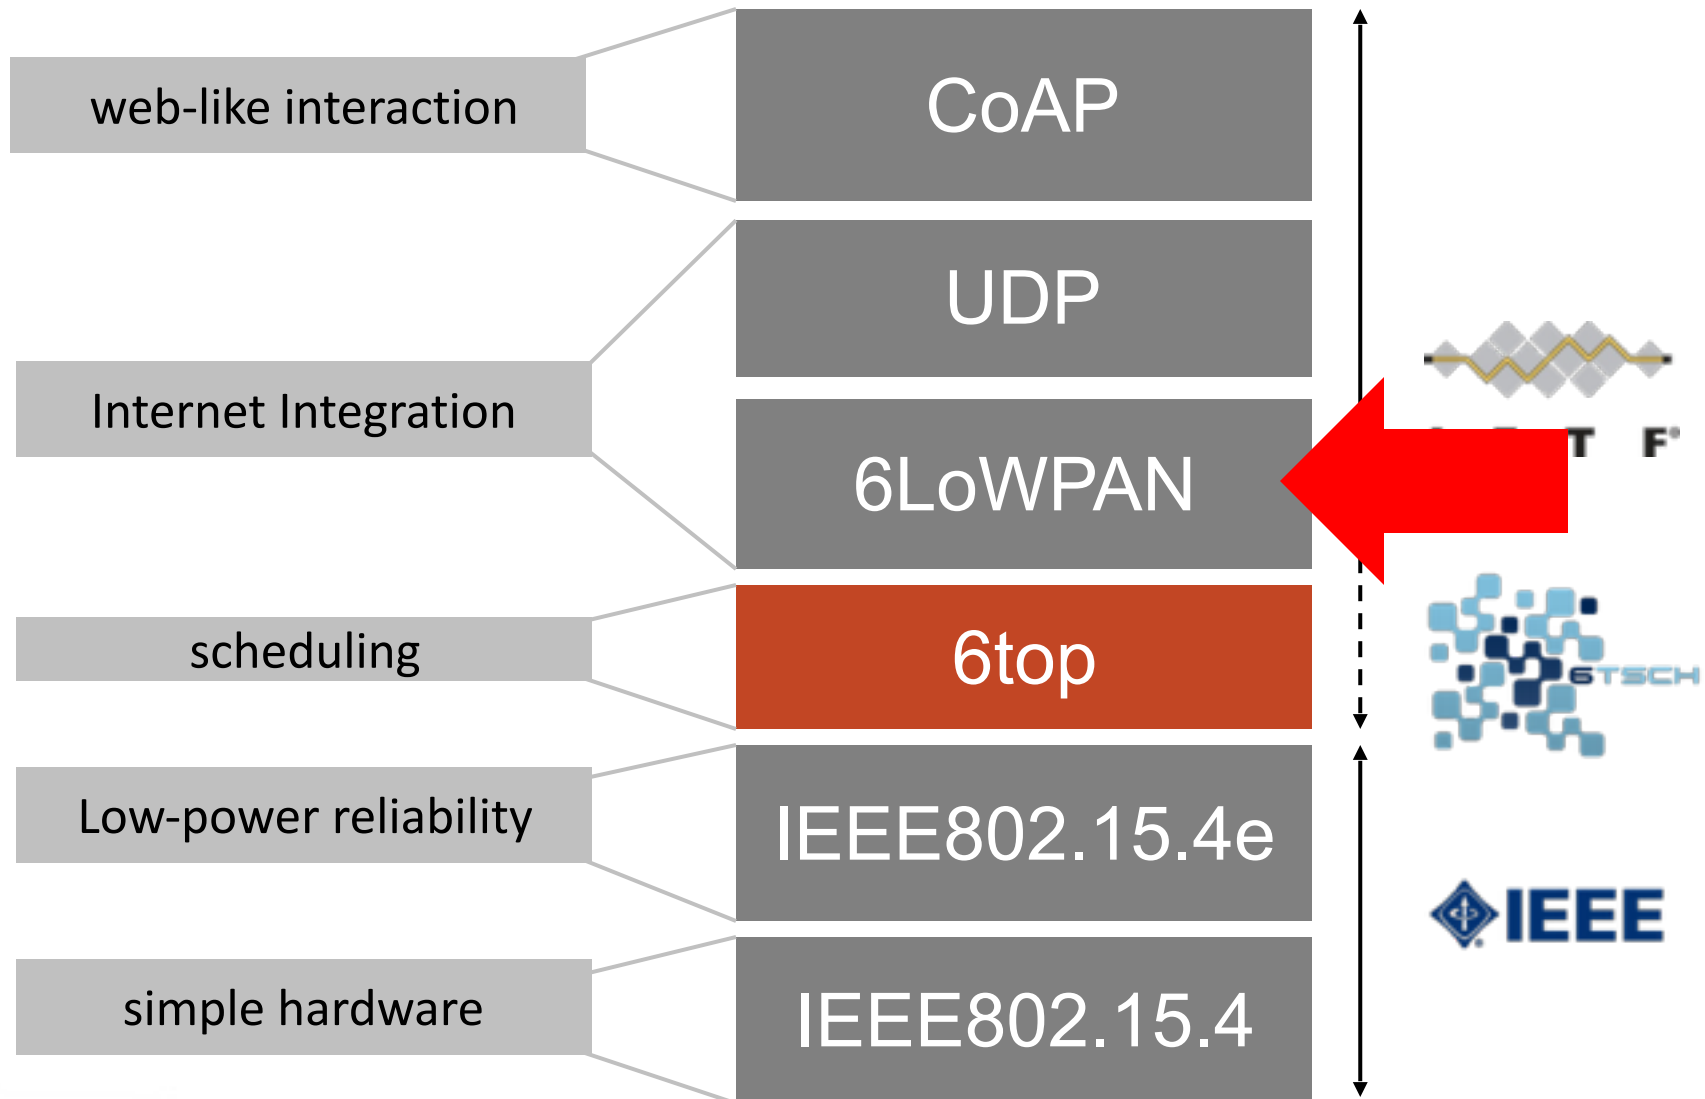 web-like interaction
CoAP
UDP
Internet Integration
6LoWPAN
T F®
scheduling
6top
6TSCH
Low-power reliability
IEEE802.15.4e
IEEE
simple hardware
IEEE802.15.4